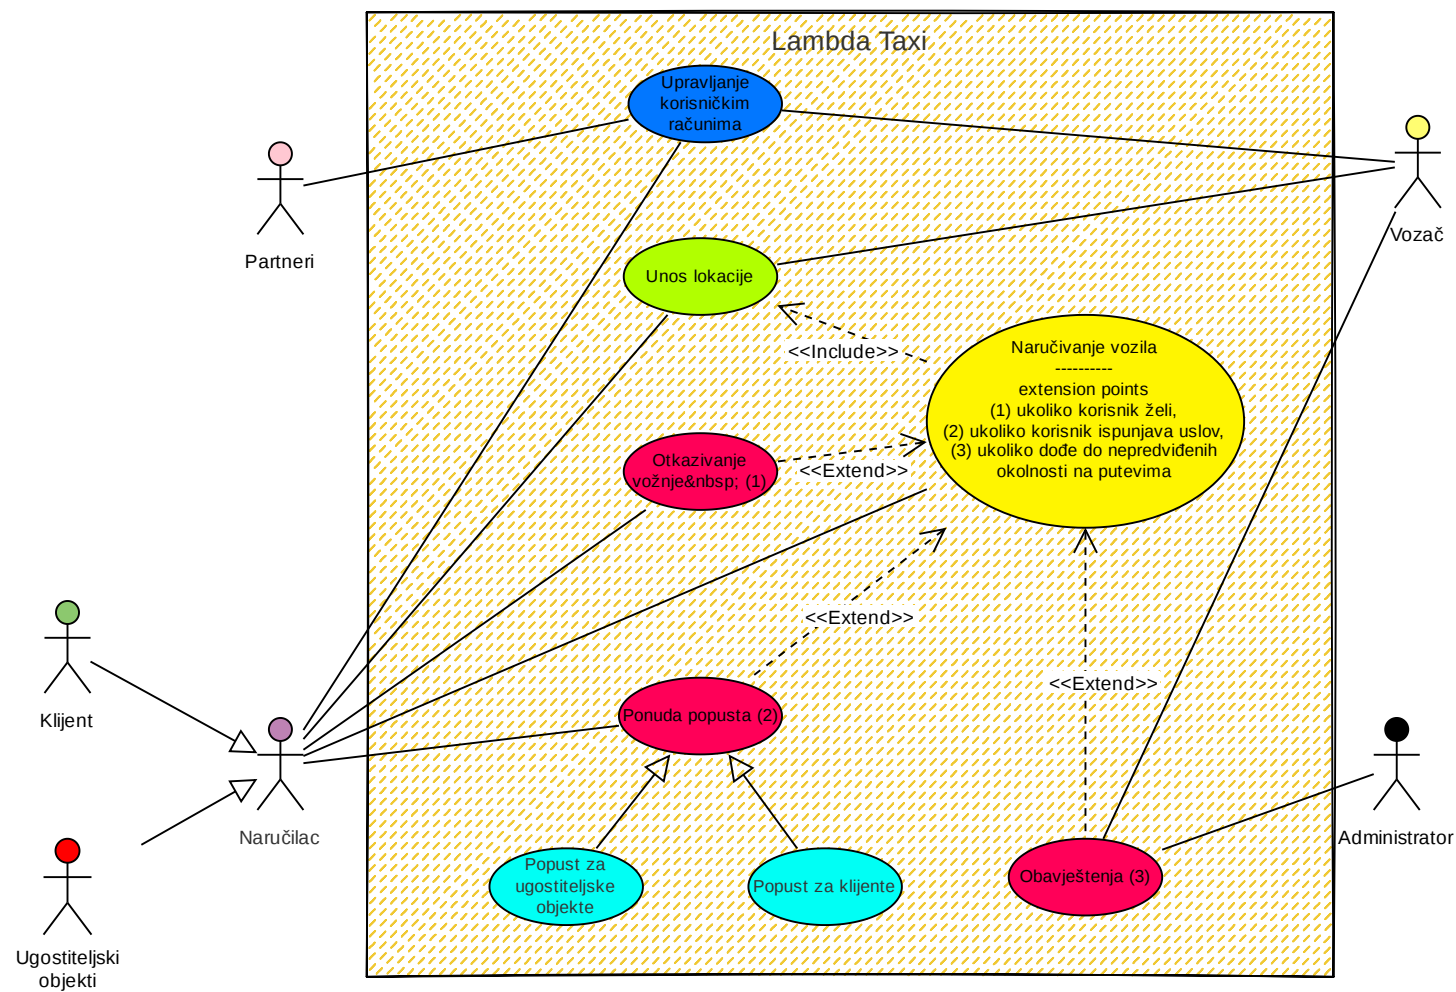 Lambda Taxi
Upravljanje
korisničkim
računima
Partneri
Vozač
Unos lokacije
<<Include>>
Naručivanje vozila
----------
extension points
(1) ukoliko korisnik želi,
(2) ukoliko korisnik ispunjava uslov,
(3) ukoliko dođe do nepredviđenih
okolnosti na putevima
Otkazivanje
vožnje&nbsp; (1)
<<Extend>>
<<Extend>>
<<Extend>>
Klijent
Ponuda popusta (2)
Naručilac
Administrator
Popust za
ugostiteljske
objekte
Popust za klijente
Obavještenja (3)
Ugostiteljski
objekti